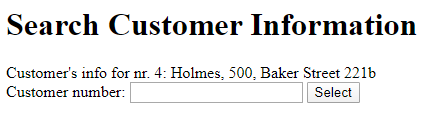 Search Customer Information
Customer's info for nr. 4: Holmes, 500, Baker Street 221b
Customer number: Select